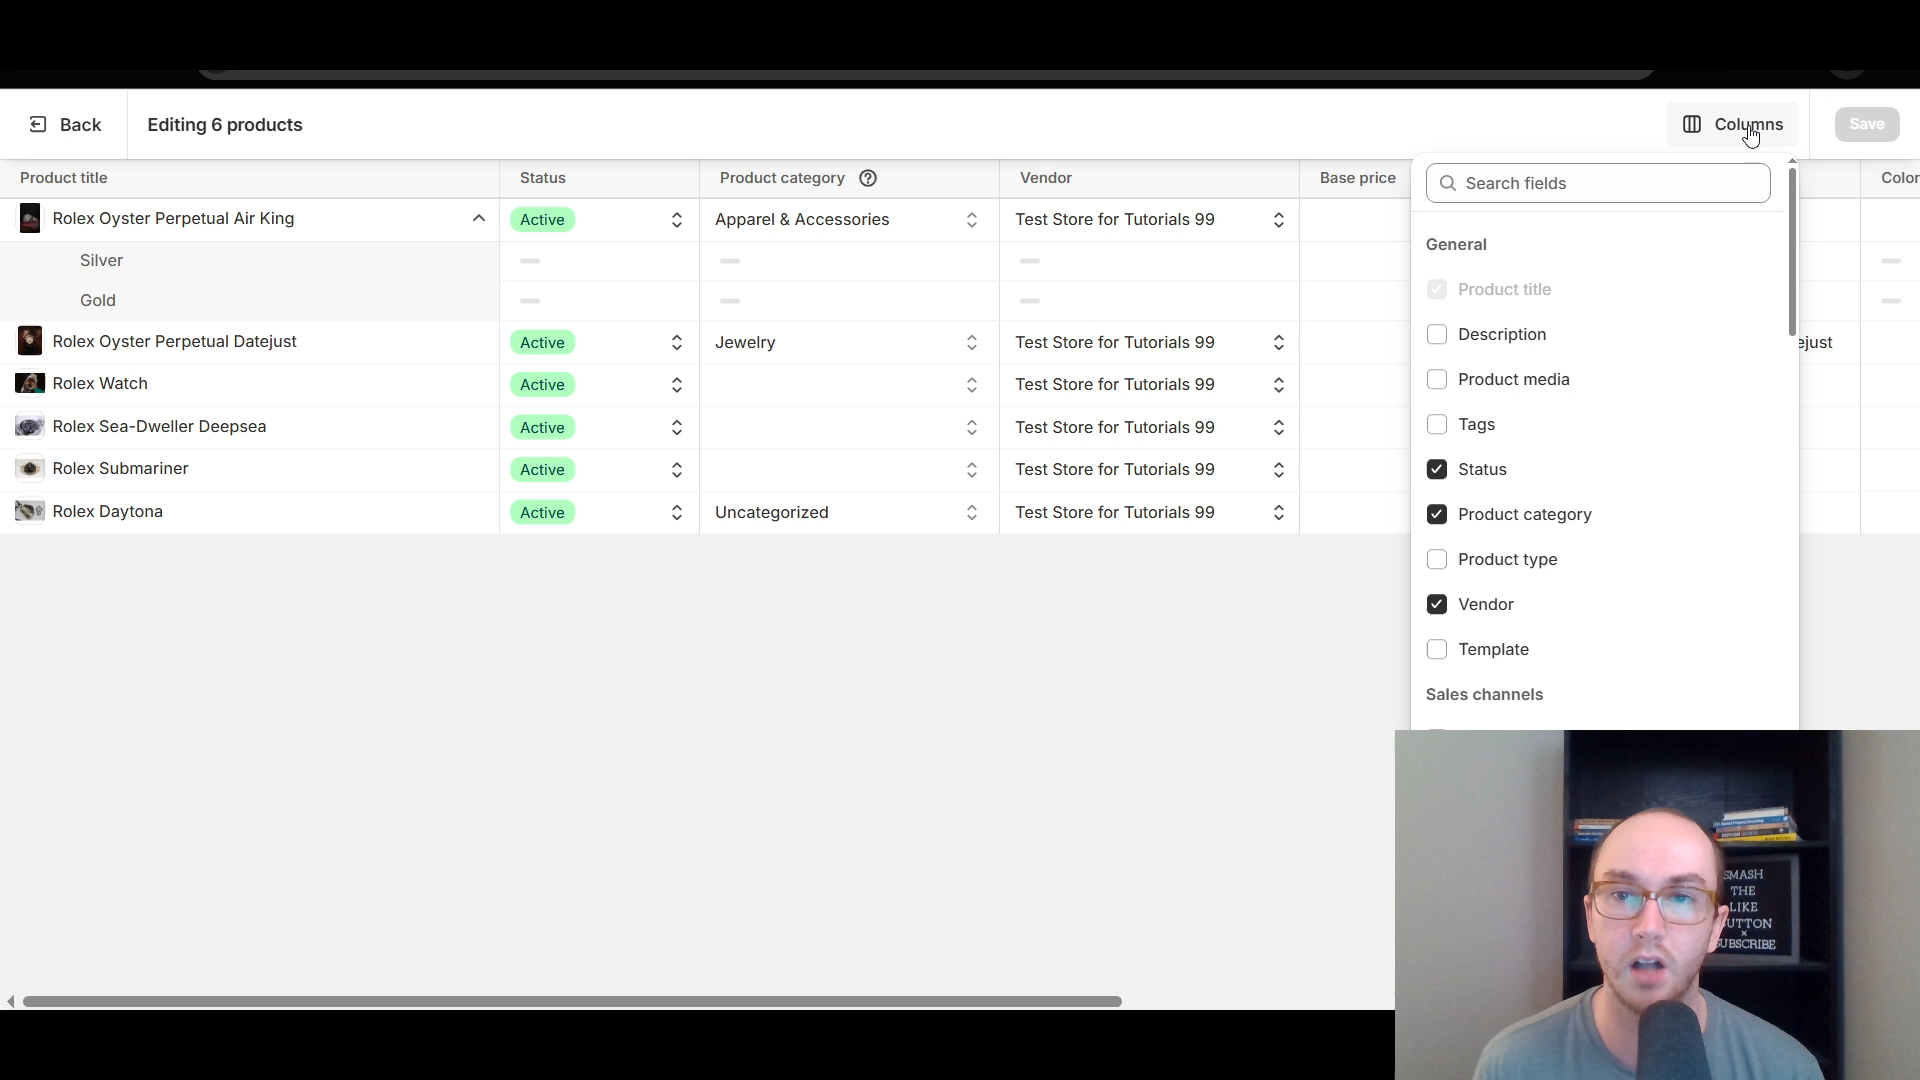 Back
Editing 6 products
Columns
Save
Product title
Status
Product category
Vendor
Base price
Color
Rolex Oyster Perpetual Air King
Active
Apparel & Accessories
Test Store for Tutorials 99
Silver
Gold
Rolex Oyster Perpetual Datejust
Active
Jewelry
Test Store for Tutorials 99
ejust
Rolex Watch
Active
Test Store for Tutorials 99
Rolex Sea-Dweller Deepsea
Active
Test Store for Tutorials 99
Rolex Submariner
Active
Test Store for Tutorials 99
Rolex Daytona
Active
Uncategorized
Test Store for Tutorials 99
Search fields
General
Product title
Description
Product media
Tags
Status
Product category
Product type
Vendor
Template
Sales channels
SMASH
THE
LIKE
UTTON
×
SUBSCRIBE